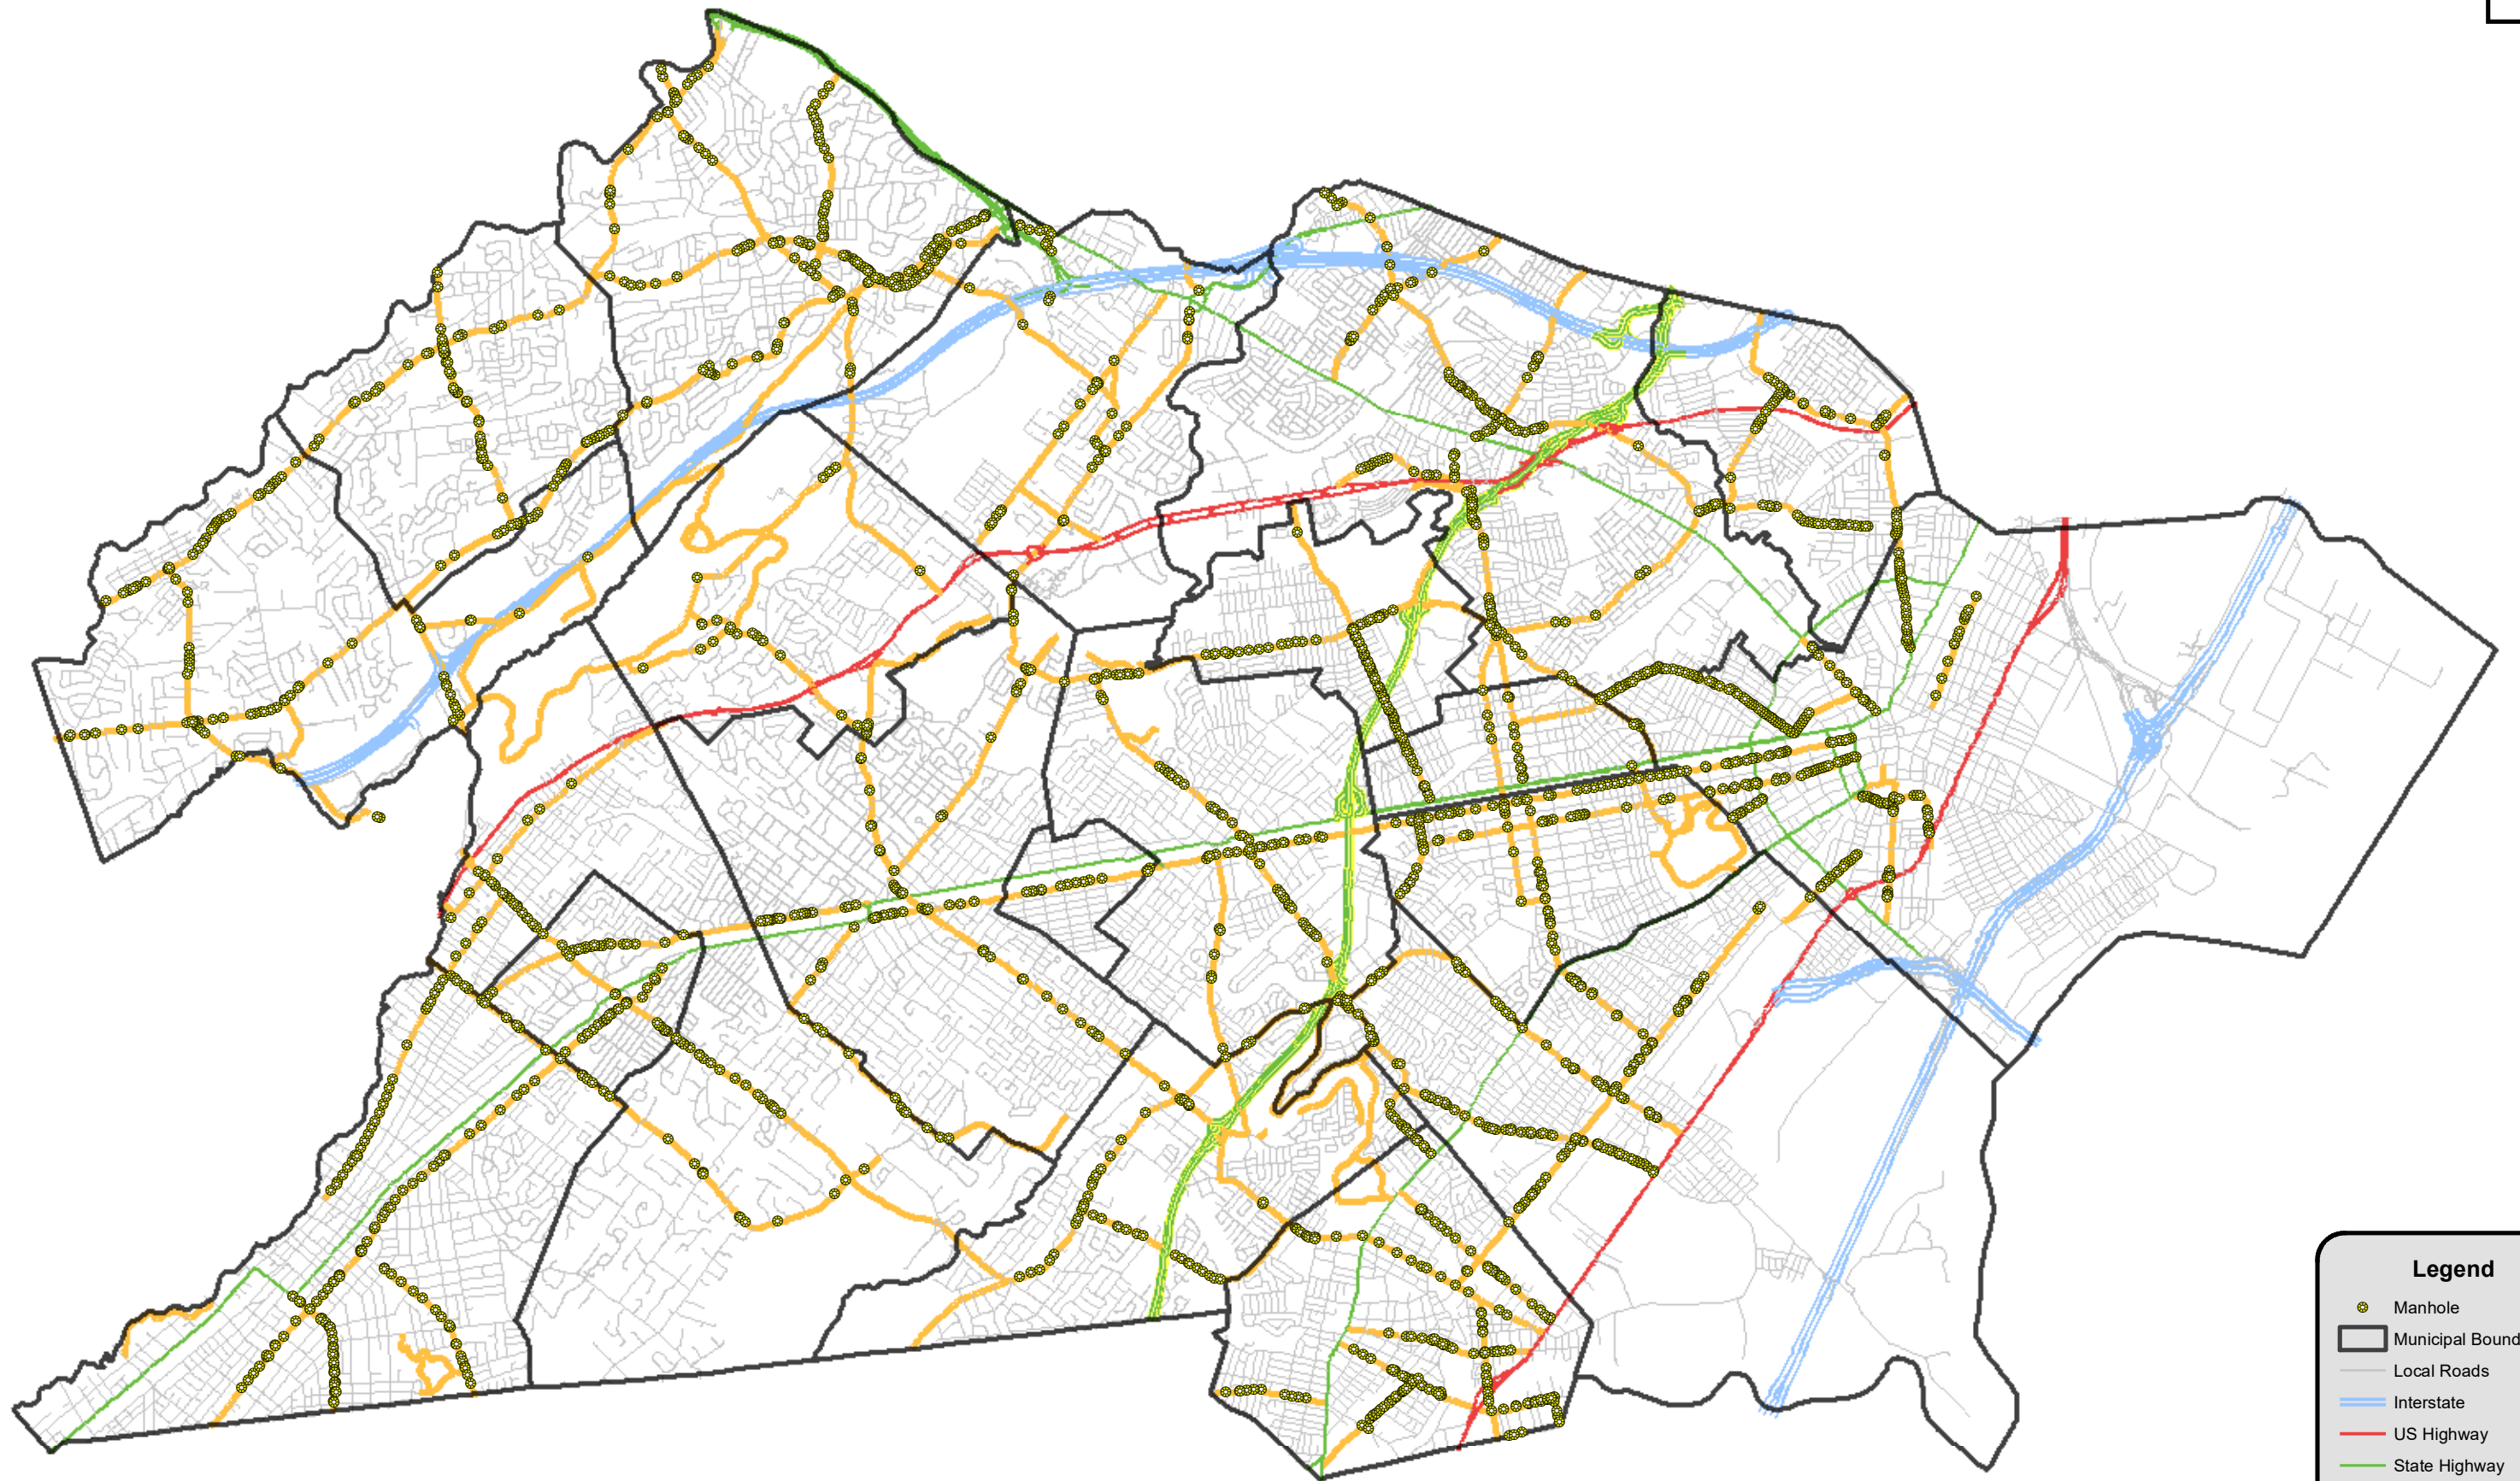 Legend
Manhole
Municipal Bound
Local Roads
Interstate
US Highway
State Highway